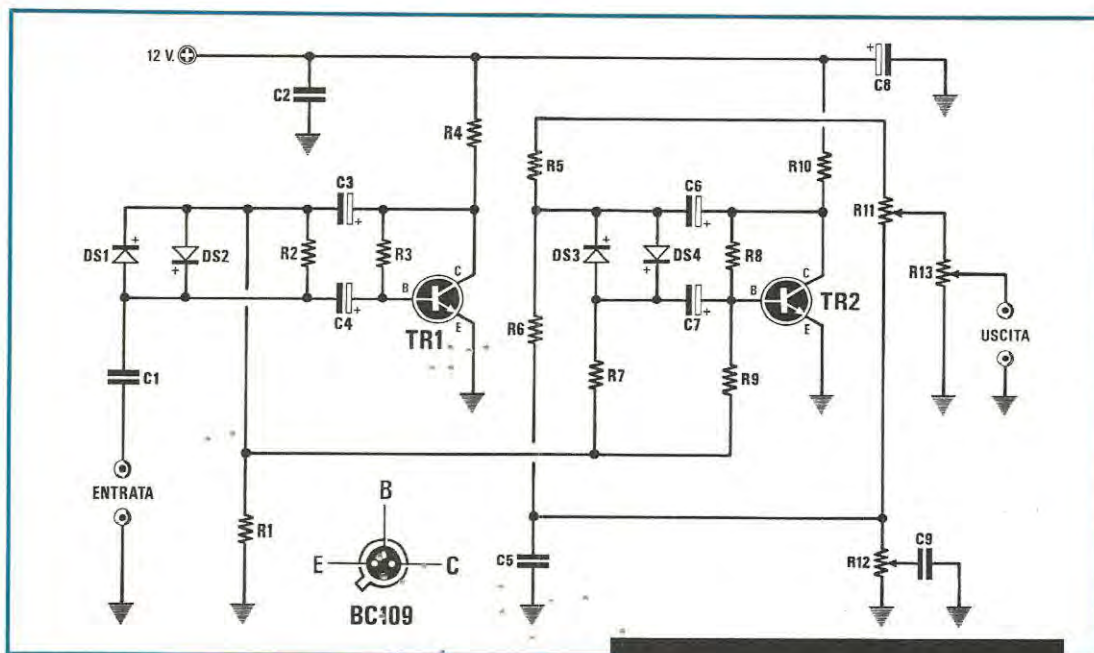 12 V.
C2
R4
C8
R5
R10
C3
C6
R11
DS1
DS2
R2
R3
DS3
DS4
R8
R13
B
C
E
TR1
C4
R6
C7
B
C
E
TR2
USCITA
C1
R7
R9
ENTRATA
R1
B
E
C
BC109
C5
R12
C9